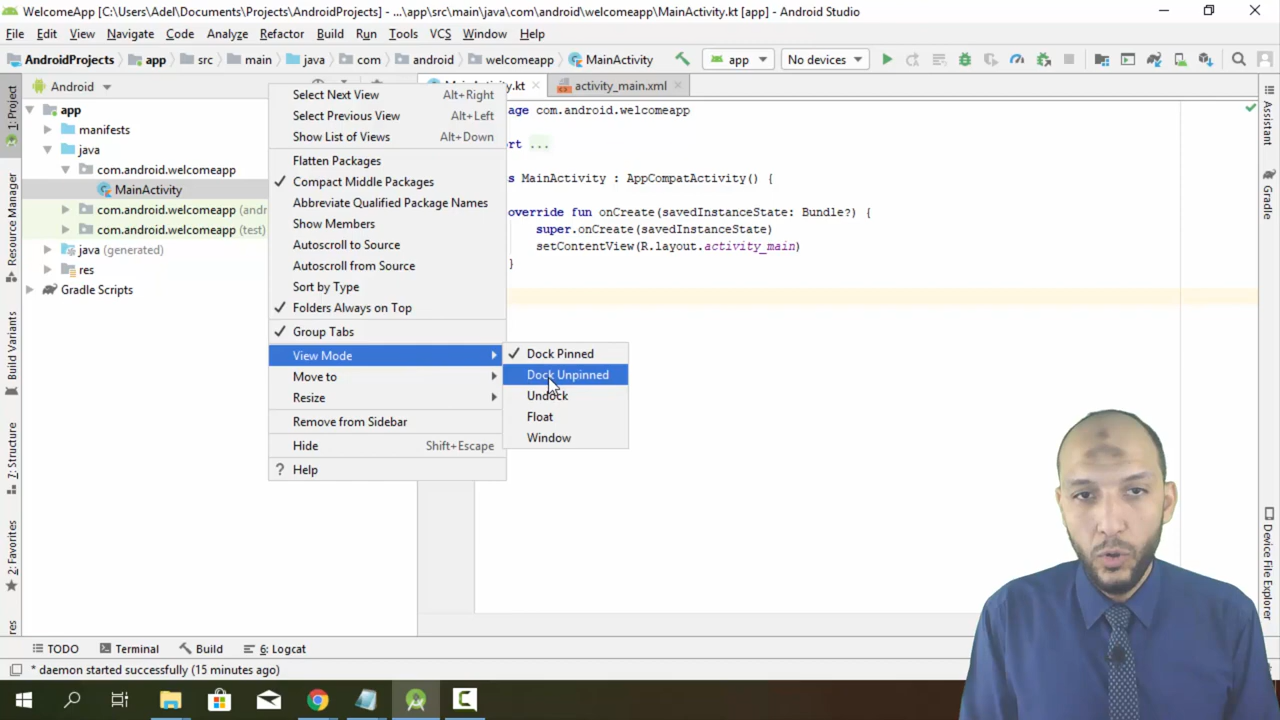 WelcomeApp [C:\Users\Adel\Documents\Projects\AndroidProjects] - ...\app\src\main\java\com\android\welcomeapp\MainActivity.kt [app] - Android Studio
File Edit View Navigate Code Analyze Refactor Build Run Tools VCS Window Help
AndroidProjects app src main java com android welcomeapp MainActivity app No devices
Android
.kt activity_main.xml
1: Project
Resource Manager
Build Variants
7: Structure
2: Favorites
res
app
manifests
java
com.android.welcomeapp
MainActivity
com.android.welcomeapp (andr
com.android.welcomeapp (test)
java (generated)
res
Gradle Scripts
Select Next View Alt+Right
Select Previous View Alt+Left
Show List of Views Alt+Down
Flatten Packages
Compact Middle Packages
Abbreviate Qualified Package Names
Show Members
Autoscroll to Source
Autoscroll from Source
Sort by Type
Folders Always on Top
Group Tabs
View Mode
Move to
Resize
Remove from Sidebar
Hide Shift+Escape
? Help
Dock Pinned
Dock Unpinned
Undock
Float
Window
age com.android.welcomeapp
rt ...
s MainActivity : AppCompatActivity() {
override fun onCreate(savedInstanceState: Bundle?) {
super.onCreate(savedInstanceState)
setContentView(R.layout.activity_main)
}
Assistant
Gradle
Device File Explorer
TODO Terminal Build 6: Logcat
* daemon started successfully (15 minutes ago)